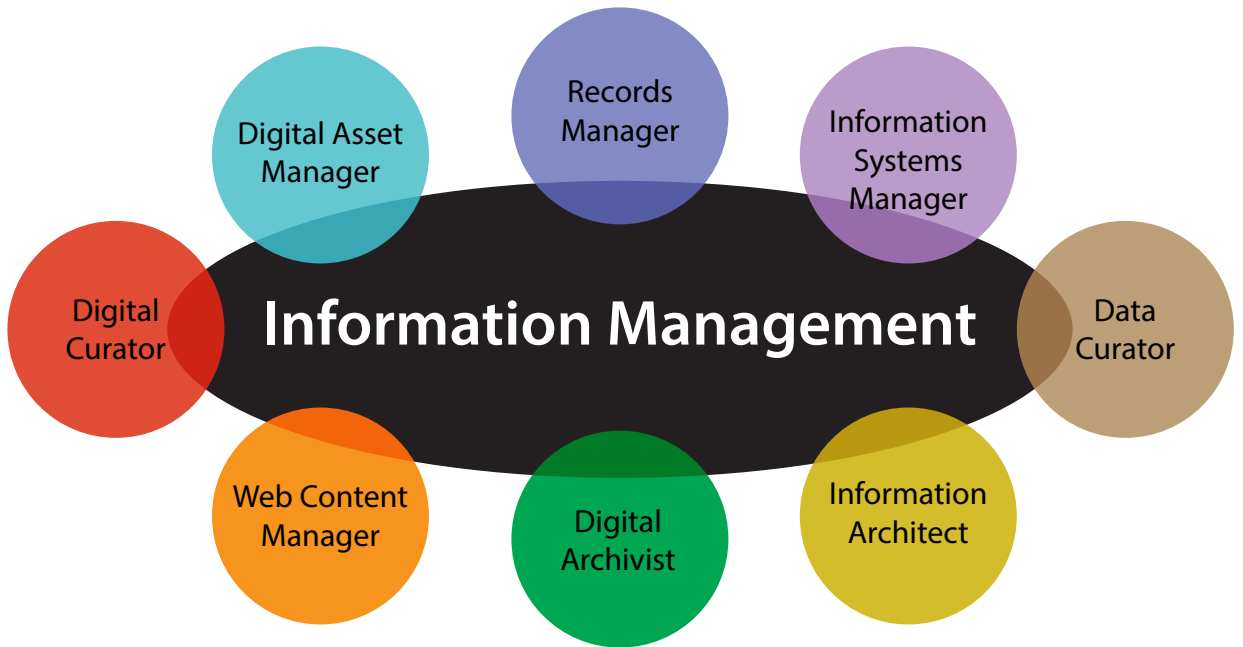 Records
Manager
Digital Asset
Manager
Information
Systems
Manager
Digital
Curator
Information Management
Data
Curator
Web Content
Manager
Digital
Archivist
Information
Architect